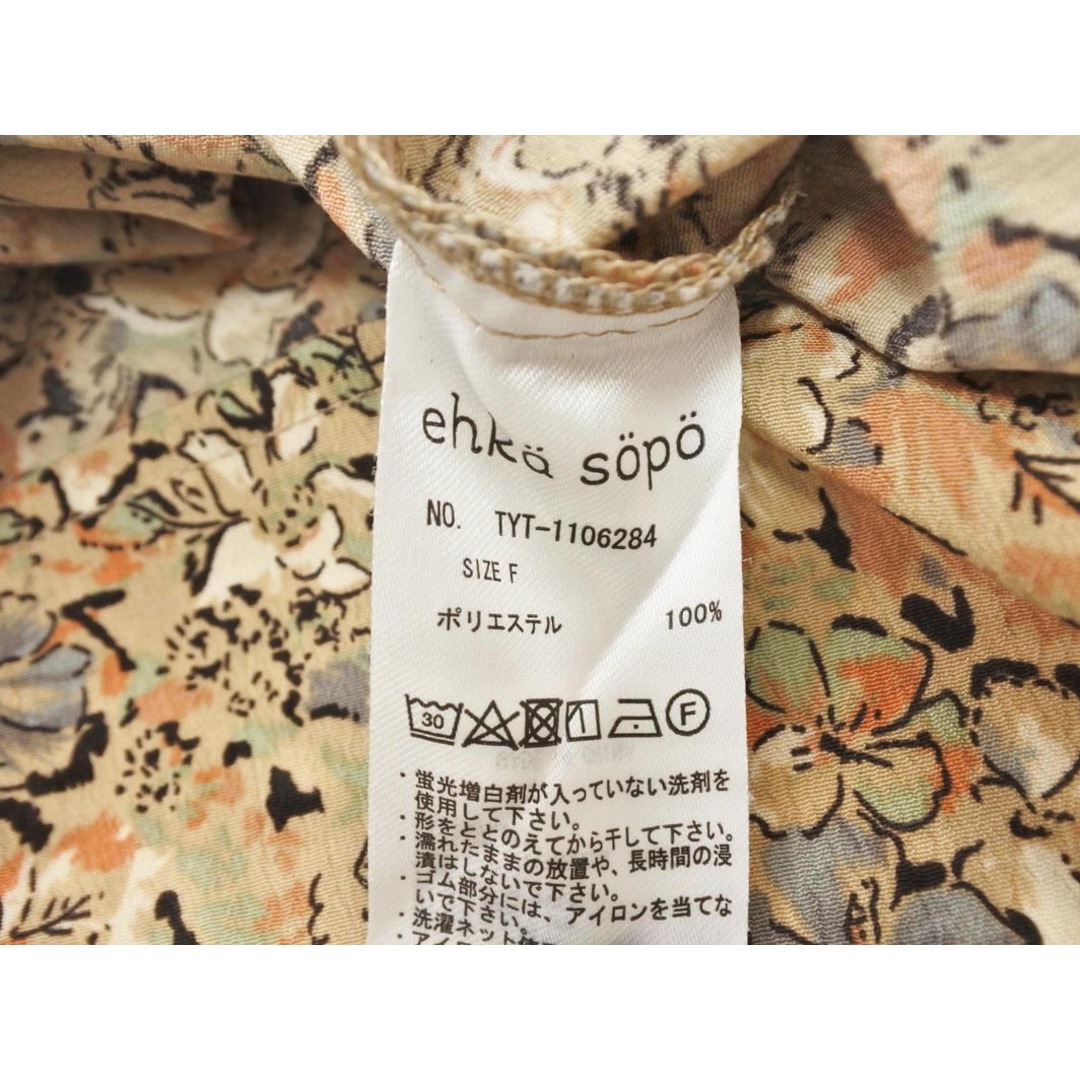 ehkä söpö
NO. TYT-1106284
SIZE F
ポリエステル 100%
30 F
・蛍光増白剤が入っていない洗剤を
使用して下さい。
・形をととのえてから干して下さい。
・濡れたままの放置や、長時間の浸
漬はしないで下さい。
・ゴム部分には、アイロンを当てな
いで下さい。
・洗濯ネット使
・アイロ